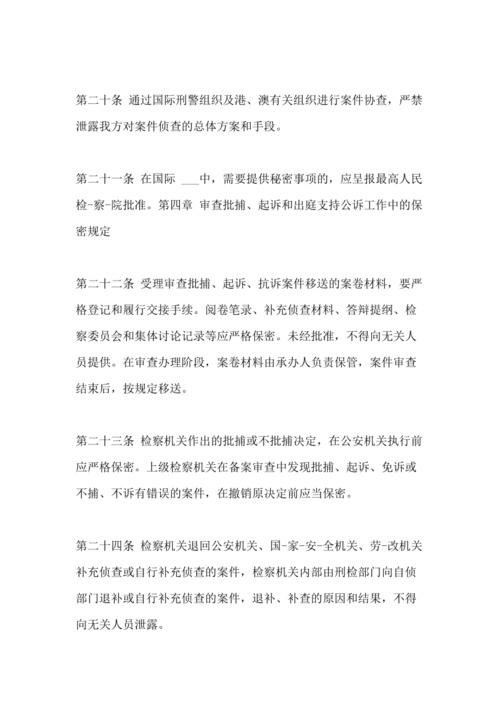 第二十条 通过国际刑警组织及港、澳有关组织进行案件协查，严禁
泄露我方对案件侦查的总体方案和手段。
第二十一条 在国际 ___中，需要提供秘密事项的，应呈报最高人民
检-察-院批准。第四章 审查批捕、起诉和出庭支持公诉工作中的保
密规定
第二十二条 受理审查批捕、起诉、抗诉案件移送的案卷材料，要严
格登记和履行交接手续。阅卷笔录、补充侦查材料、答辩提纲、检
察委员会和集体讨论记录等应严格保密。未经批准，不得向无关人
员提供。在审查办理阶段，案卷材料由承办人负责保管，案件审查
结束后，按规定移送。
第二十三条 检察机关作出的批捕或不批捕决定，在公安机关执行前
应严格保密。上级检察机关在备案审查中发现批捕、起诉、免诉或
不捕、不诉有错误的案件，在撤销原决定前应当保密。
第二十四条 检察机关退回公安机关、国-家-安-全机关、劳-改机关
补充侦查或自行补充侦查的案件，检察机关内部由刑检部门向自侦
部门退补或自行补充侦查的案件，退补、补查的原因和结果，不得
向无关人员泄露。